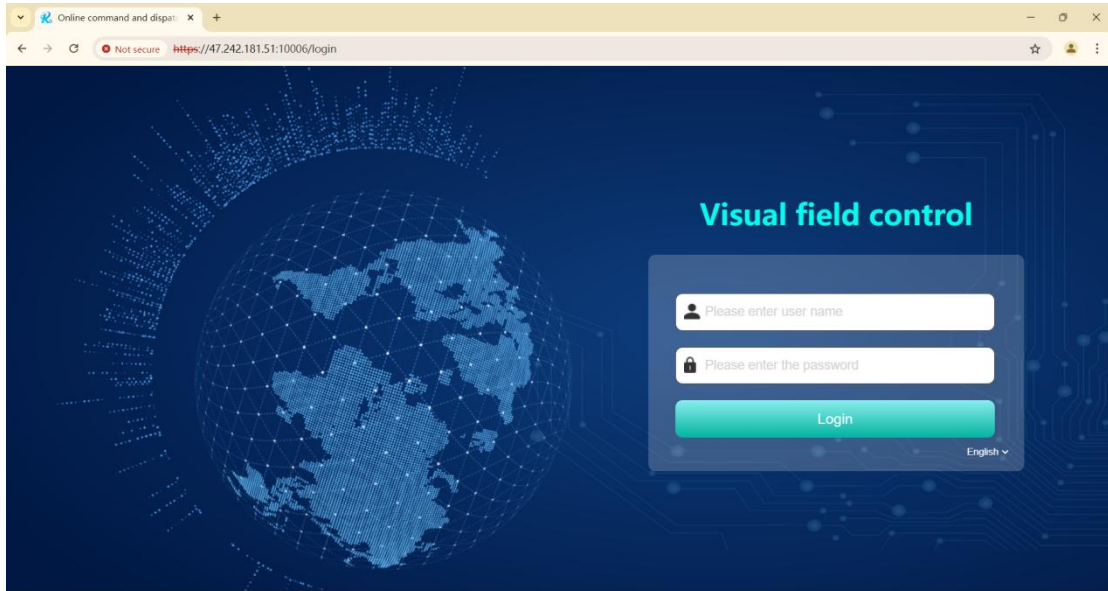 Online command and dispat
Not secure https://47.242.181.51:10006/login
Visual field control
Please enter user name
Please enter the password
Login
English